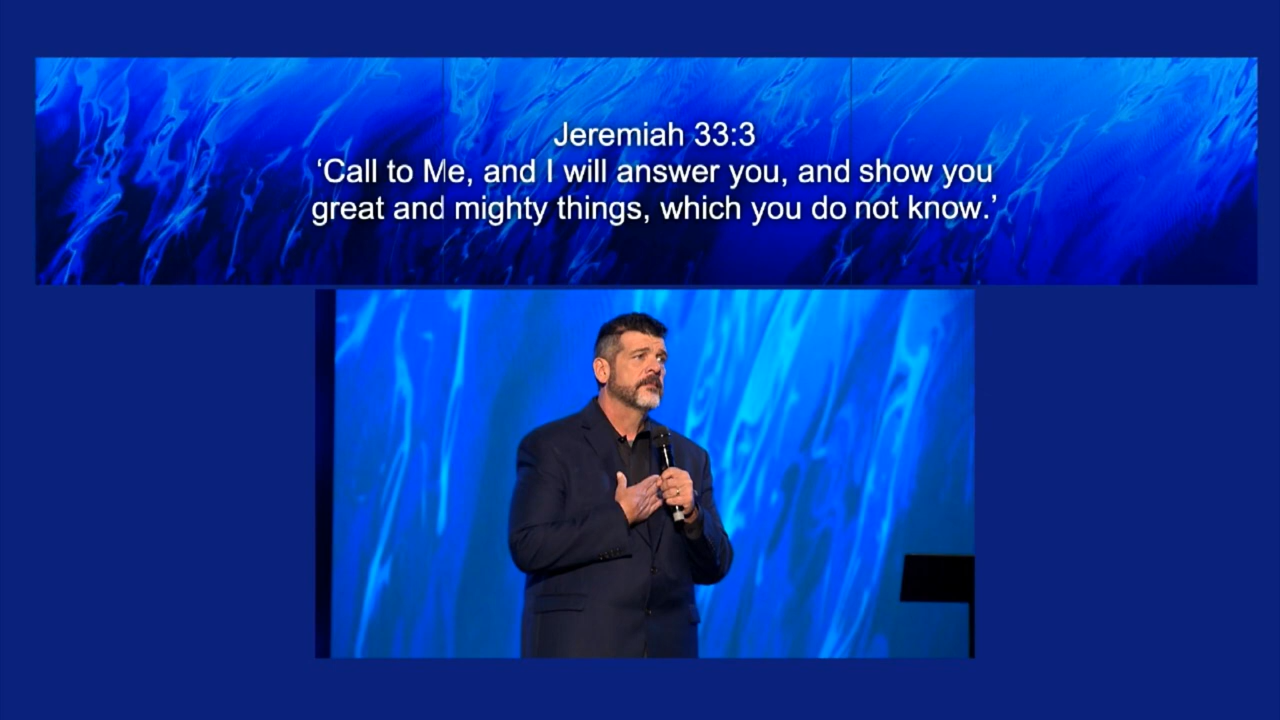 Jeremiah 33:3
‘Call to Me, and I will answer you, and show you
great and mighty things, which you do not know.’